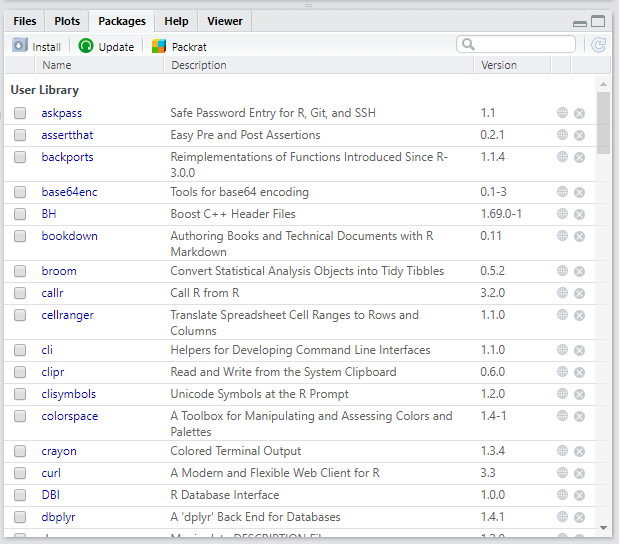 Files Plots Packages Help Viewer
Install Update Packrat
Name Description Version
User Library
askpass Safe Password Entry for R, Git, and SSH 1.1
assertthat Easy Pre and Post Assertions 0.2.1
backports Reimplementations of Functions Introduced Since R-
3.0.0 1.1.4
base64enc Tools for base64 encoding 0.1-3
BH Boost C++ Header Files 1.69.0-1
bookdown Authoring Books and Technical Documents with R
Markdown 0.11
broom Convert Statistical Analysis Objects into Tidy Tibbles 0.5.2
callr Call R from R 3.2.0
cellranger Translate Spreadsheet Cell Ranges to Rows and
Columns 1.1.0
cli Helpers for Developing Command Line Interfaces 1.1.0
clipr Read and Write from the System Clipboard 0.6.0
clisymbols Unicode Symbols at the R Prompt 1.2.0
colorspace A Toolbox for Manipulating and Assessing Colors and
Palettes 1.4-1
crayon Colored Terminal Output 1.3.4
curl A Modern and Flexible Web Client for R 3.3
DBI R Database Interface 1.0.0
dbplyr A 'dplyr' Back End for Databases 1.4.1